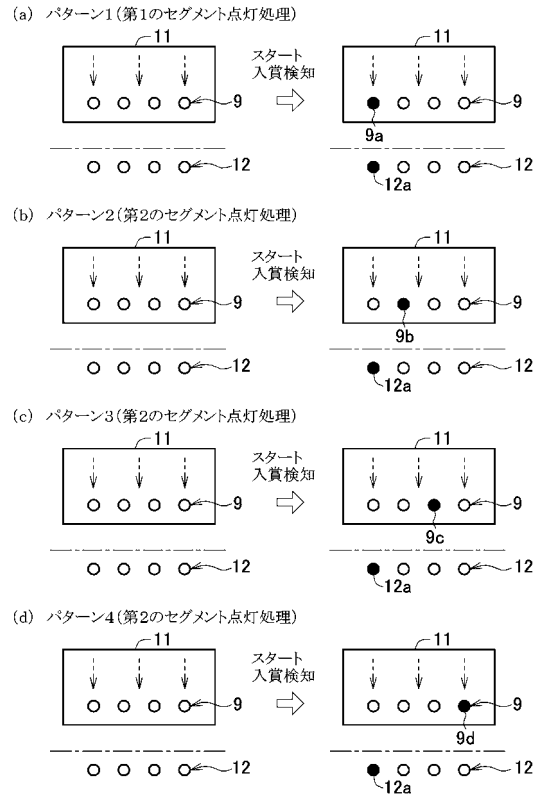 (a) パターン1(第1のセグメント点灯処理)
11
スタート
入賞検知
11
9
9
9a
12
12
12a
(b) パターン2(第2のセグメント点灯処理)
11
スタート
入賞検知
11
9
9
9b
12
12
12a
(c) パターン3(第2のセグメント点灯処理)
11
スタート
入賞検知
11
9
9
9c
12
12
12a
(d) パターン4(第2のセグメント点灯処理)
11
スタート
入賞検知
11
9
9
9d
12
12
12a